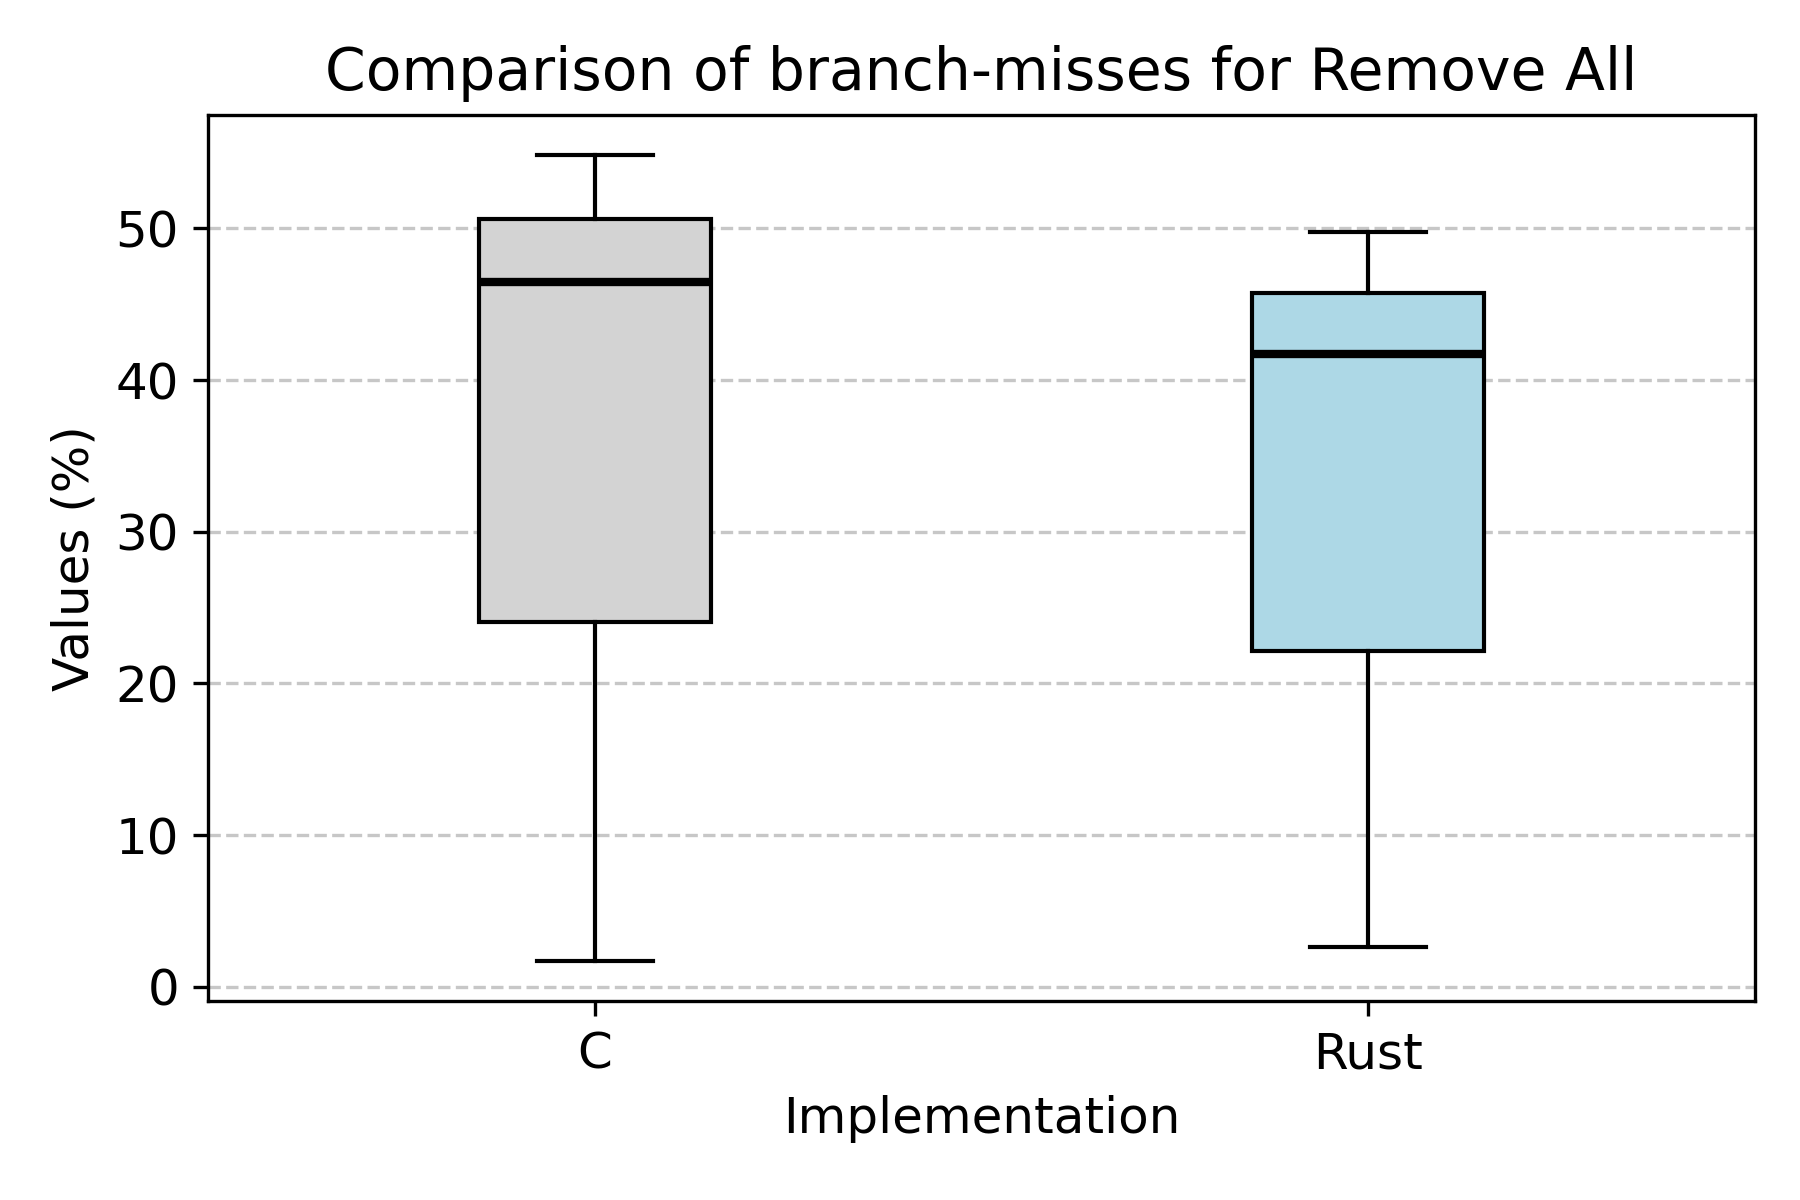 Comparison of branch-misses for Remove All
Values (%)
50
40
30
20
10
0
C
Rust
Implementation